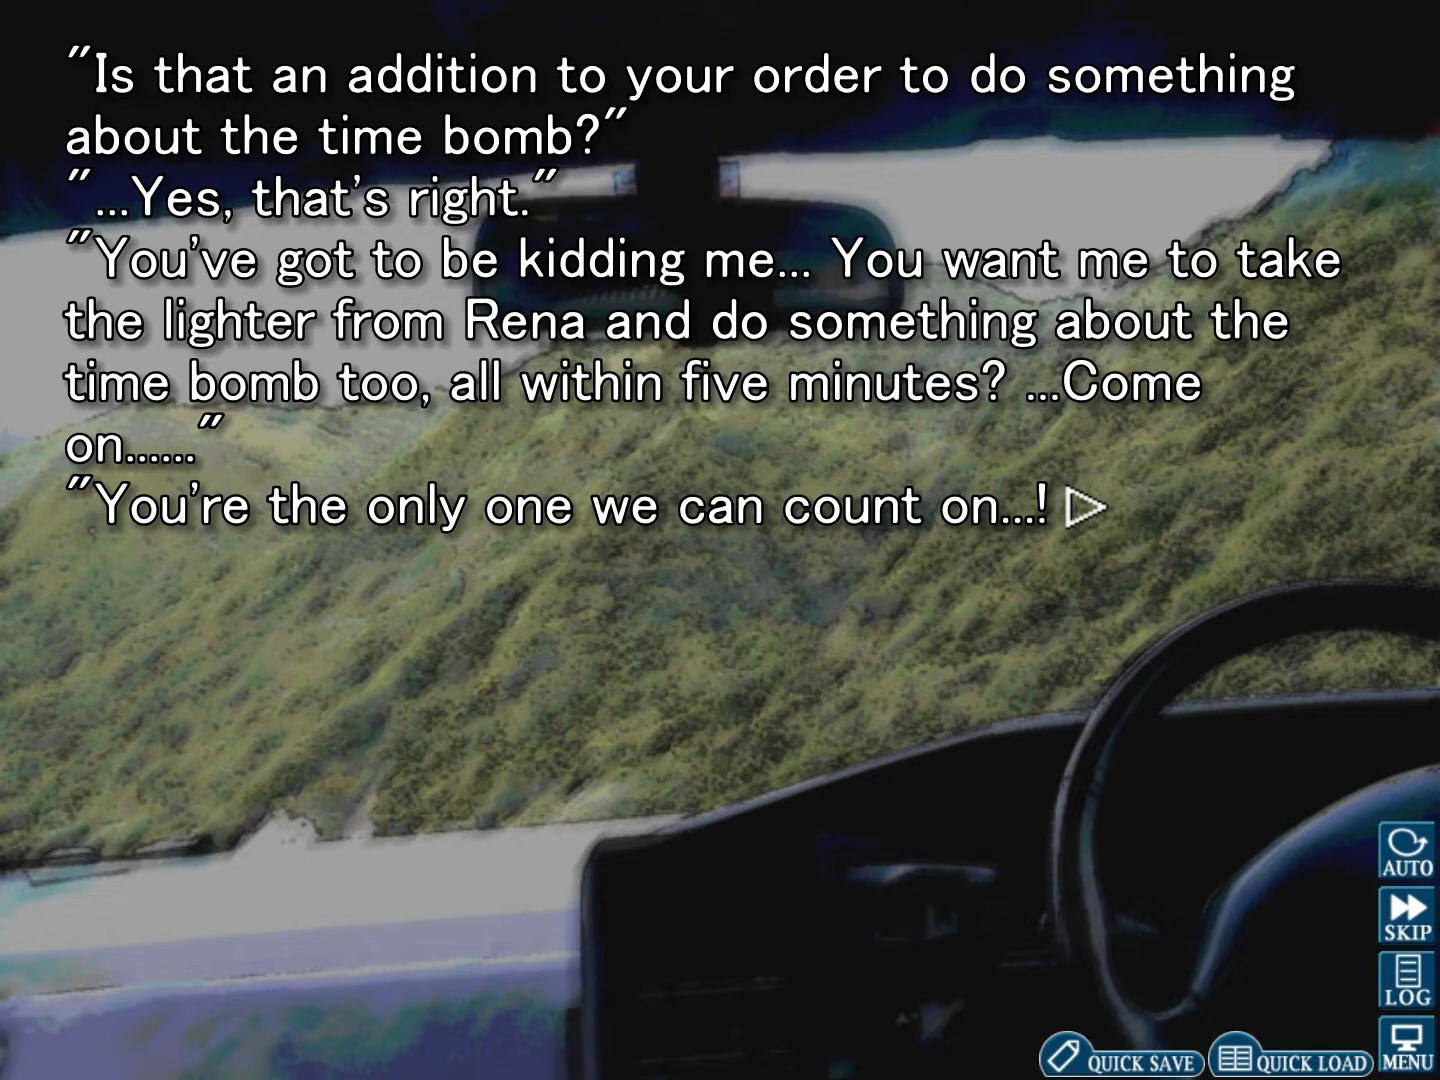 "Is that an addition to your order to do something
about the time bomb?"
"...Yes, that's right."
"You've got to be kidding me... You want me to take
the lighter from Rena and do something about the
time bomb too, all within five minutes? ...Come
on......"
"You're the only one we can count on...!
AUTO
SKIP
LOG
MENU
QUICK SAVE
QUICK LOAD